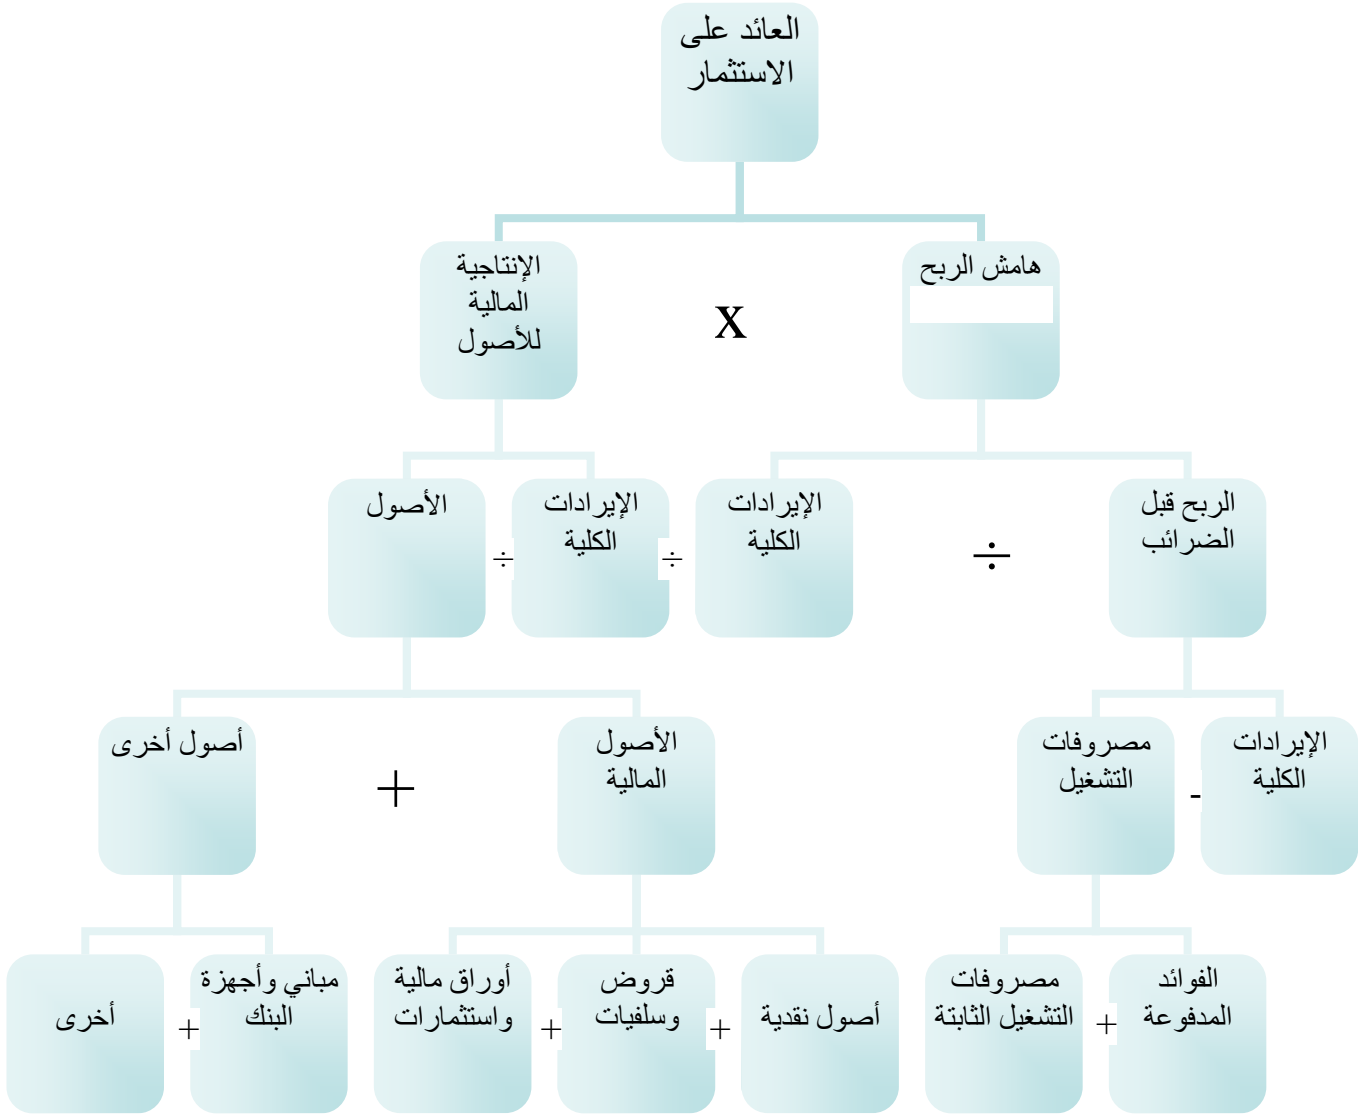 العائد على
الاستثمار
هامش الربح
X
الإنتاجية
المالية
للأصول
الربح قبل
الضرائب
÷
الإيرادات
الكلية
÷
الإيرادات
الكلية
÷
الأصول
الإيرادات
الكلية
-
مصروفات
التشغيل
الأصول
المالية
+
أصول أخرى
الفوائد
المدفوعة
+
مصروفات
التشغيل الثابتة
أصول نقدية
+
قروض
وسلفيات
+
أوراق مالية
واستثمارات
مباني وأجهزة
البنك
+
أخرى